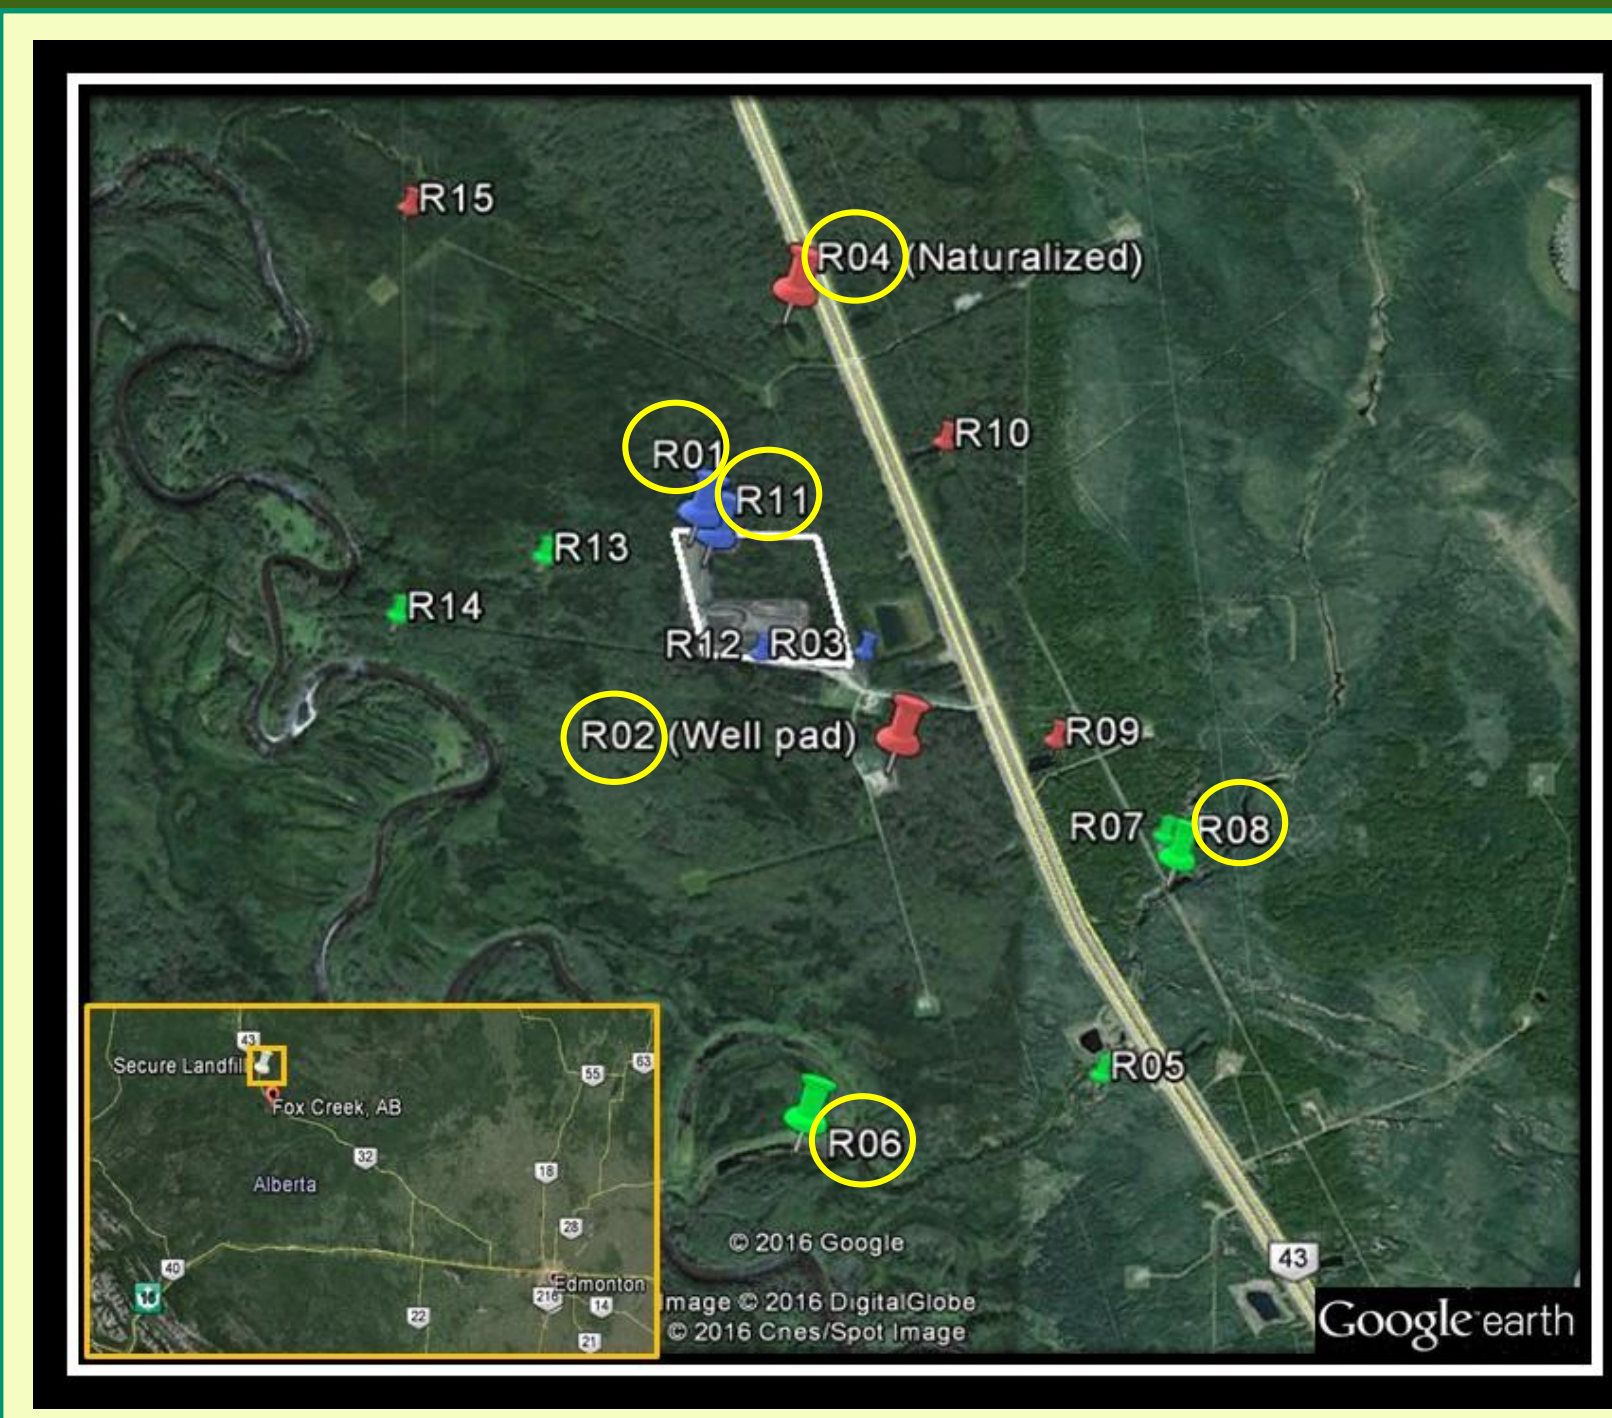 R15
R04 (Naturalized)
R10
R01
R11
R13
R14
R12 R03
R02 (Well pad)
R09
R07 R08
R05
R06
43
Secure Landfill
55
63
Fox Creek, AB
32
Alberta
18
28
40
16
Edmonton
216
14
22
21
© 2016 Google
Image © 2016 DigitalGlobe
© 2016 Cnes/Spot Image
43
Google earth